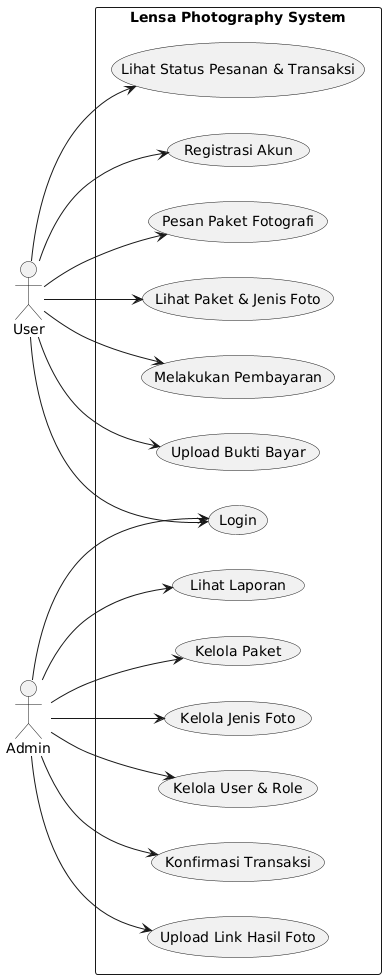 Lensa Photography System
Lihat Status Pesanan & Transaksi
Registrasi Akun
Pesan Paket Fotografi
Lihat Paket & Jenis Foto
User
Melakukan Pembayaran
Upload Bukti Bayar
Login
Lihat Laporan
Kelola Paket
Kelola Jenis Foto
Admin
Kelola User & Role
Konfirmasi Transaksi
Upload Link Hasil Foto